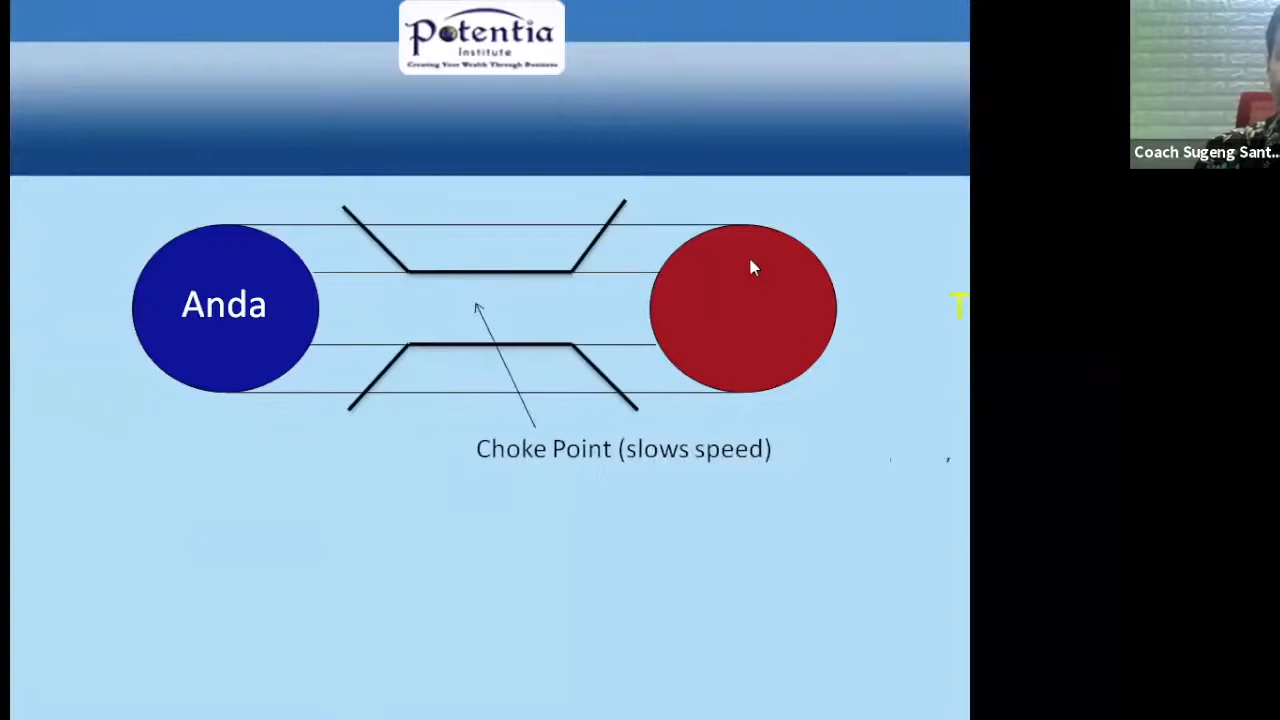 Potentia
Institute
Creating Your Wealth Through Business
Coach Sugeng Sant...
Anda
T
Choke Point (slows speed)